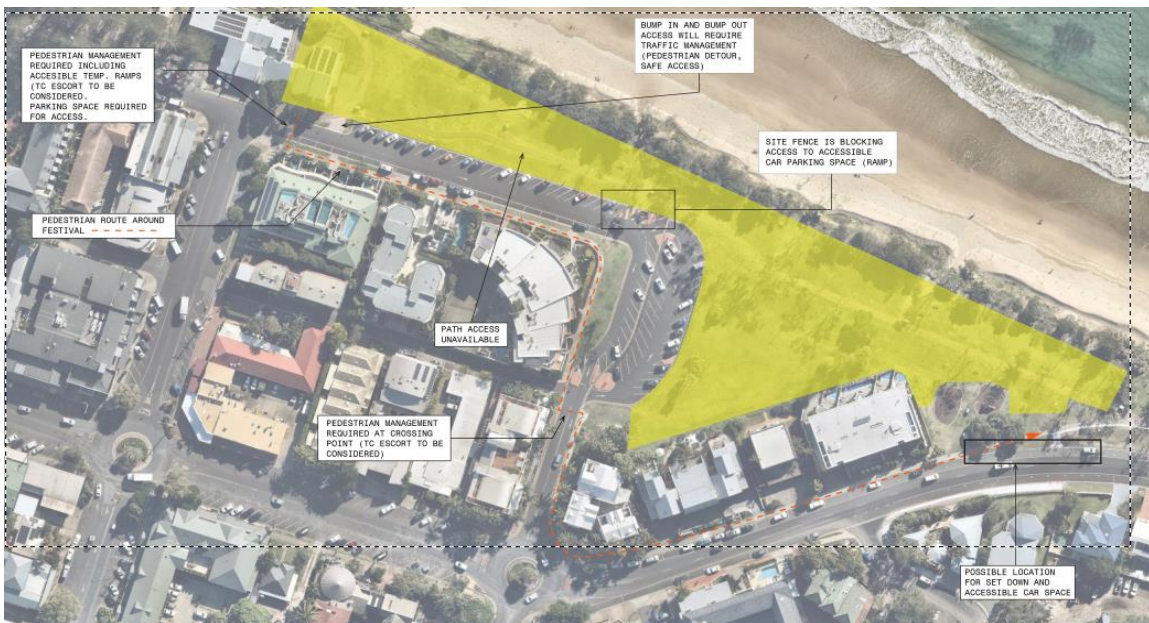 BUMP IN AND BUMP OUT
ACCESS WILL REQUIRE
TRAFFIC MANAGEMENT
(PEDESTRIAN DETOUR,
SAFE ACCESS)
PEDESTRIAN MANAGEMENT
REQUIRED INCLUDING
ACCESIBLE TEMP. RAMPS
(TC ESCORT TO BE
CONSIDERED.
PARKING SPACE REQUIRED
FOR ACCESS.
SITE FENCE IS BLOCKING
ACCESS TO ACCESSIBLE
CAR PARKING SPACE (RAMP)
PEDESTRIAN ROUTE AROUND
FESTIVAL
PATH ACCESS
UNAVAILABLE
PEDESTRIAN MANAGEMENT
REQUIRED AT CROSSING
POINT (TC ESCORT TO BE
CONSIDERED)
POSSIBLE LOCATION
FOR SET DOWN AND
ACCESSIBLE CAR SPACE